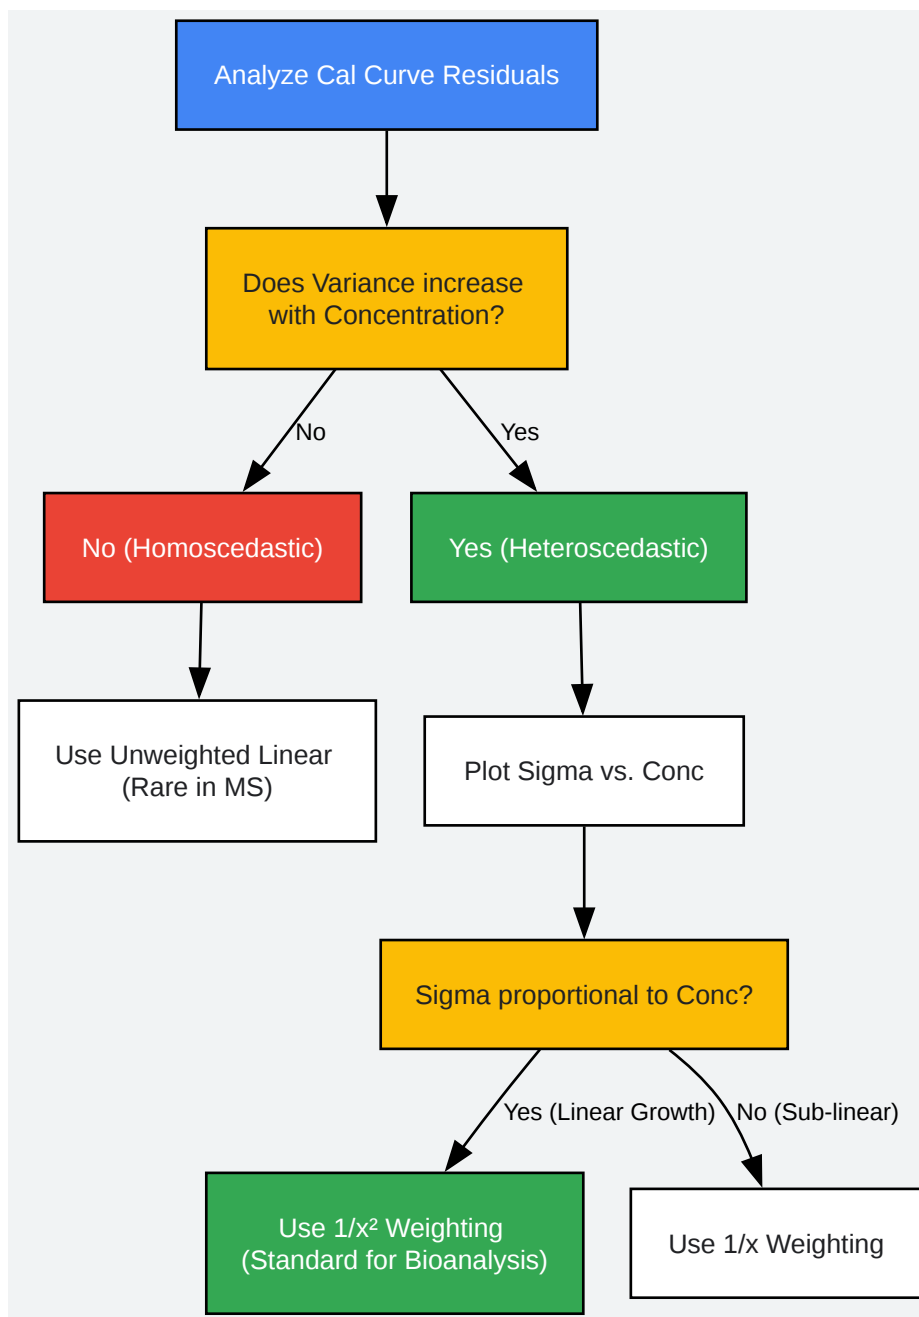 Analyze Cal Curve Residuals
Does Variance increase
with Concentration?
No
Yes
No (Homoscedastic)
Yes (Heteroscedastic)
Use Unweighted Linear
(Rare in MS)
Plot Sigma vs. Conc
Sigma proportional to Conc?
Yes (Linear Growth)
No (Sub-linear)
Use 1/x² Weighting
(Standard for Bioanalysis)
Use 1/x Weighting